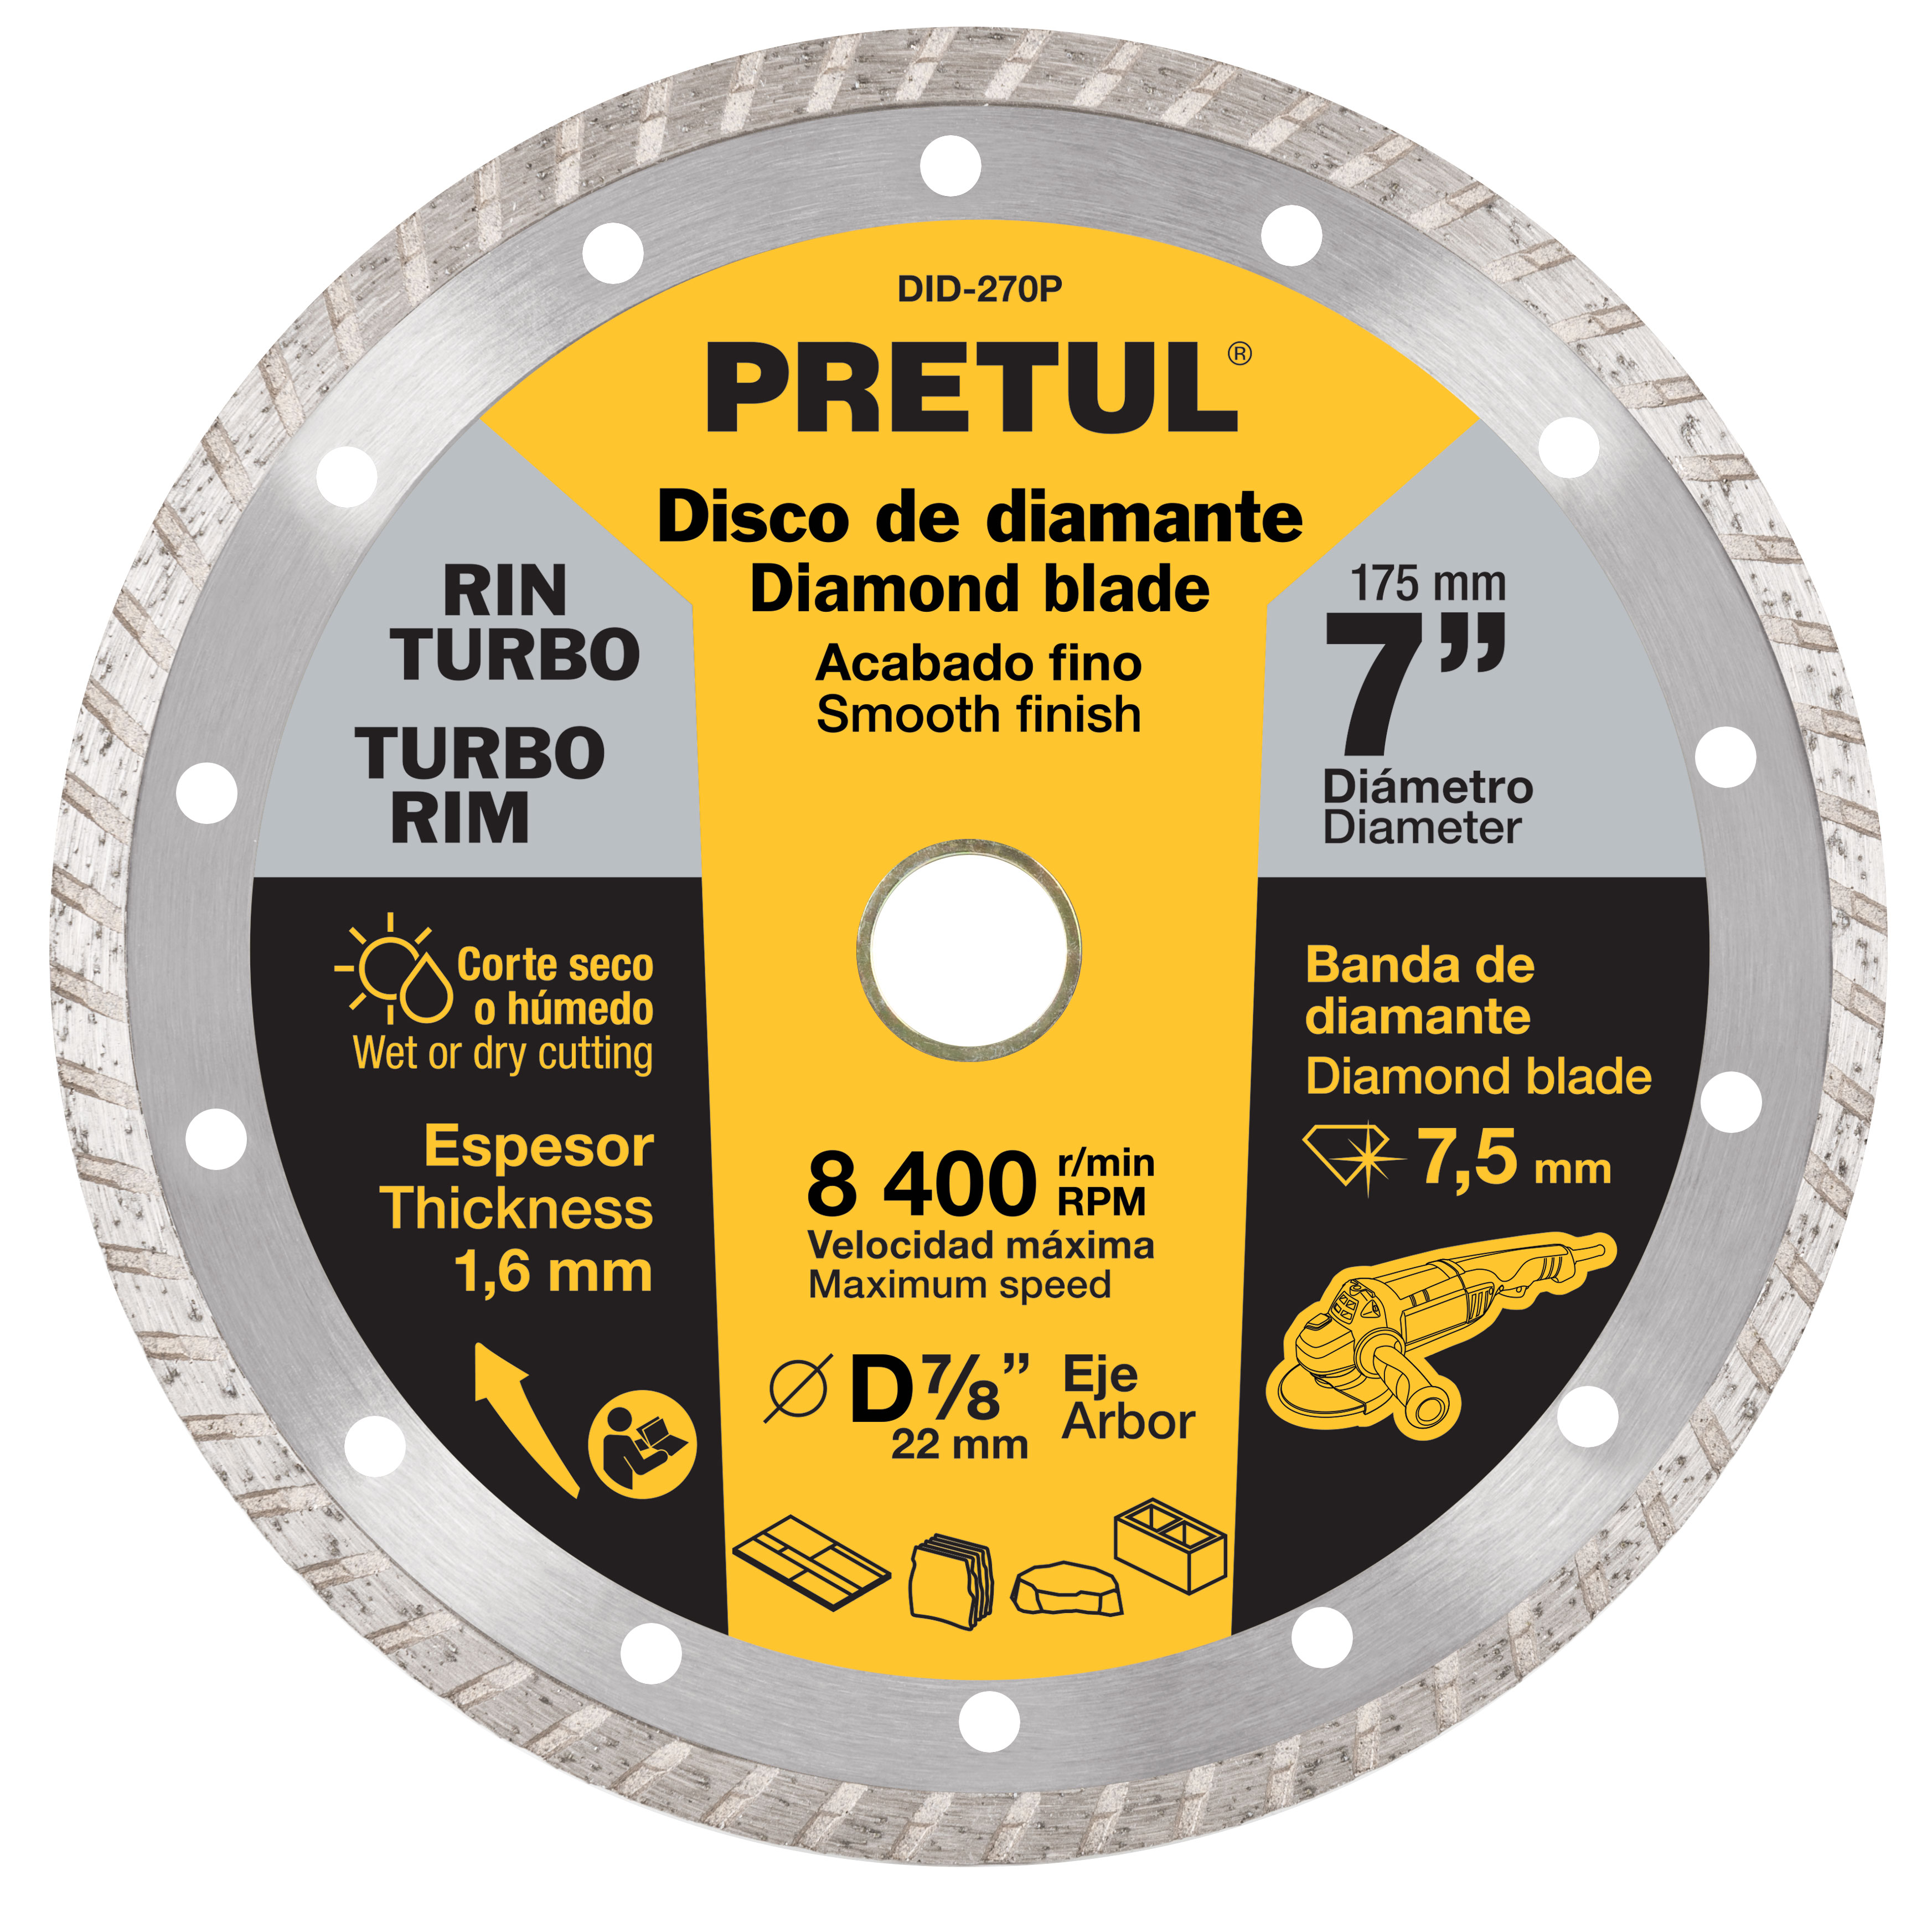 DID-270P
PRETUL®
Disco de diamante
Diamond blade
Acabado fino
Smooth finish
RIN
TURBO
TURBO
RIM
175 mm
7”
Diámetro
Diameter
Corte seco
o húmedo
Wet or dry cutting
Espesor
Thickness
1,6 mm
Banda de
diamante
Diamond blade
7,5 mm
8 400 r/min
RPM
Velocidad máxima
Maximum speed
Ø D 7/8” Eje
22 mm Arbor